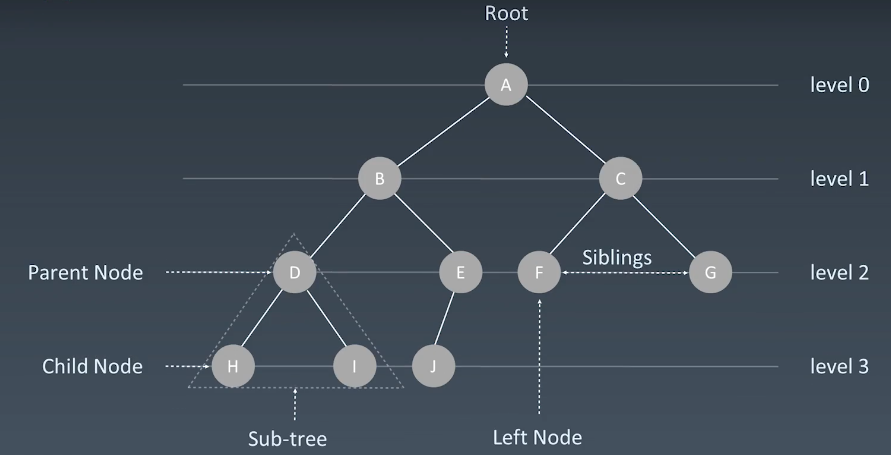 Root
A
level 0
B
C
level 1
Parent Node
D
E
F
Siblings
G
level 2
Child Node
H
I
J
level 3
Sub-tree
Left Node